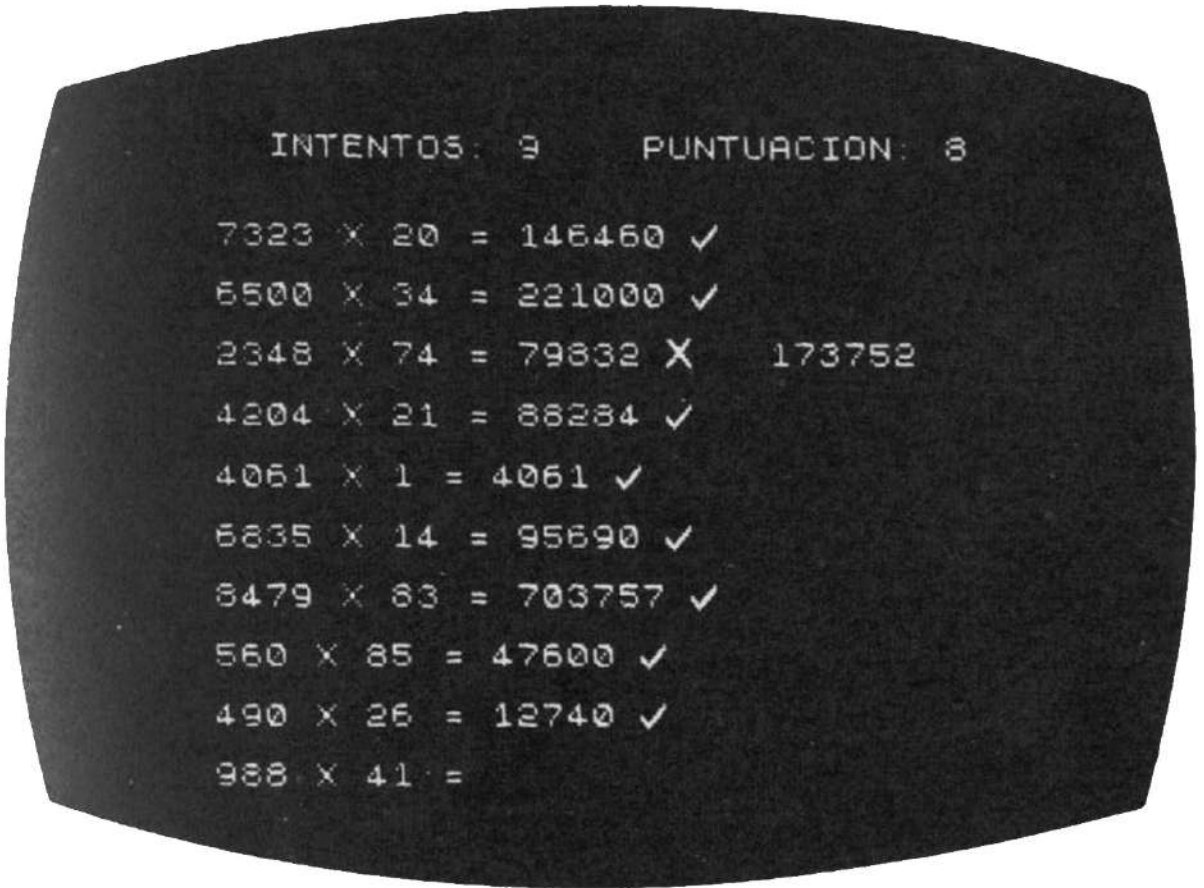 INTENTOS: 9 PUNTUACION: 8
7323 X 20 = 146460 ✓
6500 X 34 = 221000 ✓
2348 X 74 = 79832 X 173752
4204 X 21 = 88284 ✓
4061 X 1 = 4061 ✓
6835 X 14 = 95690 ✓
8479 X 83 = 703757 ✓
560 X 85 = 47600 ✓
490 X 26 = 12740 ✓
988 X 41 =